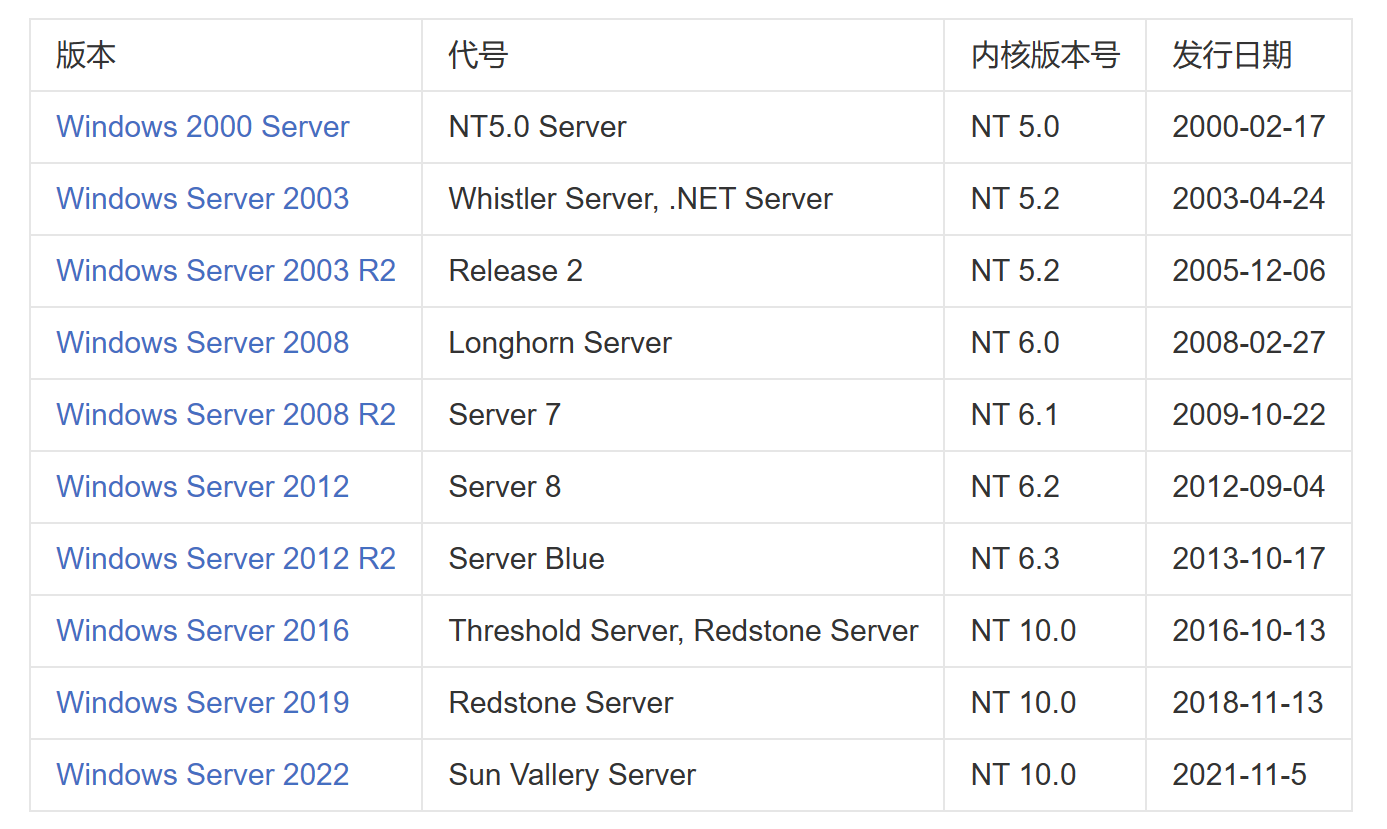 版本 代号 内核版本号 发行日期
Windows 2000 Server NT5.0 Server NT 5.0 2000-02-17
Windows Server 2003 Whistler Server, .NET Server NT 5.2 2003-04-24
Windows Server 2003 R2 Release 2 NT 5.2 2005-12-06
Windows Server 2008 Longhorn Server NT 6.0 2008-02-27
Windows Server 2008 R2 Server 7 NT 6.1 2009-10-22
Windows Server 2012 Server 8 NT 6.2 2012-09-04
Windows Server 2012 R2 Server Blue NT 6.3 2013-10-17
Windows Server 2016 Threshold Server, Redstone Server NT 10.0 2016-10-13
Windows Server 2019 Redstone Server NT 10.0 2018-11-13
Windows Server 2022 Sun Vallery Server NT 10.0 2021-11-5